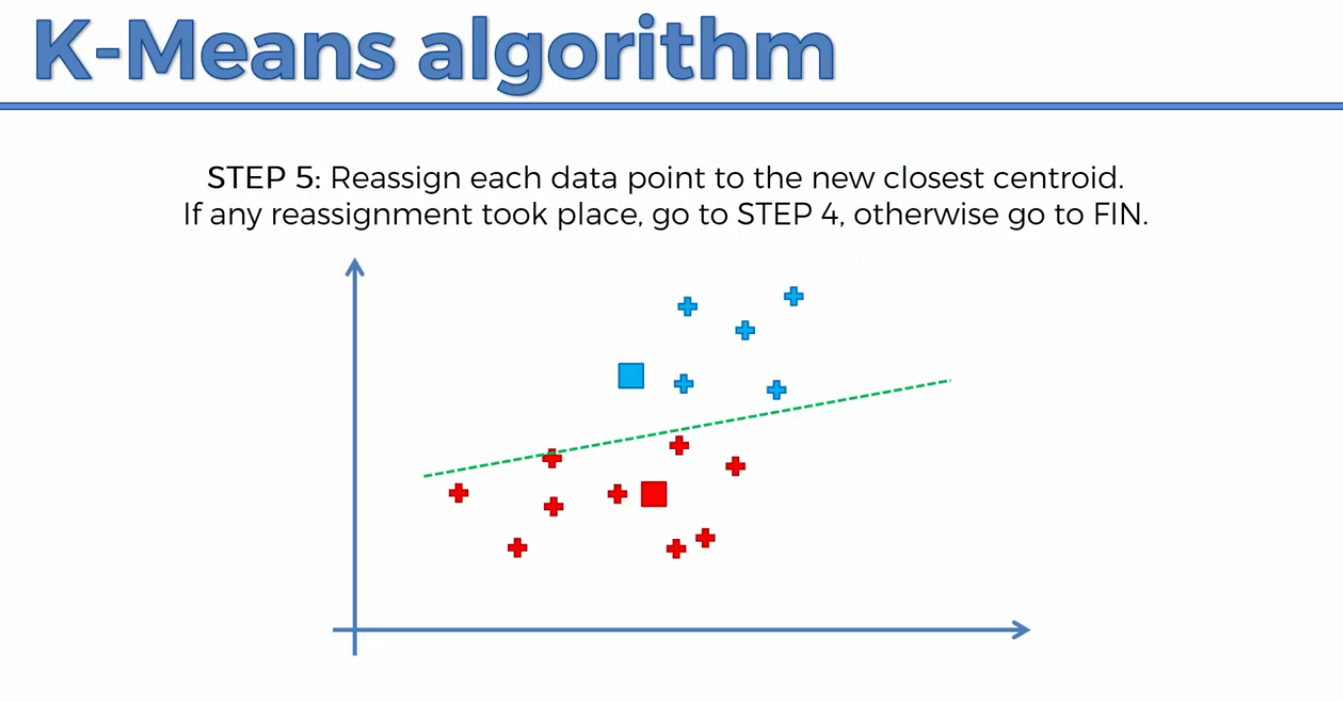 K-Means algorithm
STEP 5: Reassign each data point to the new closest centroid.
If any reassignment took place, go to STEP 4, otherwise go to FIN.